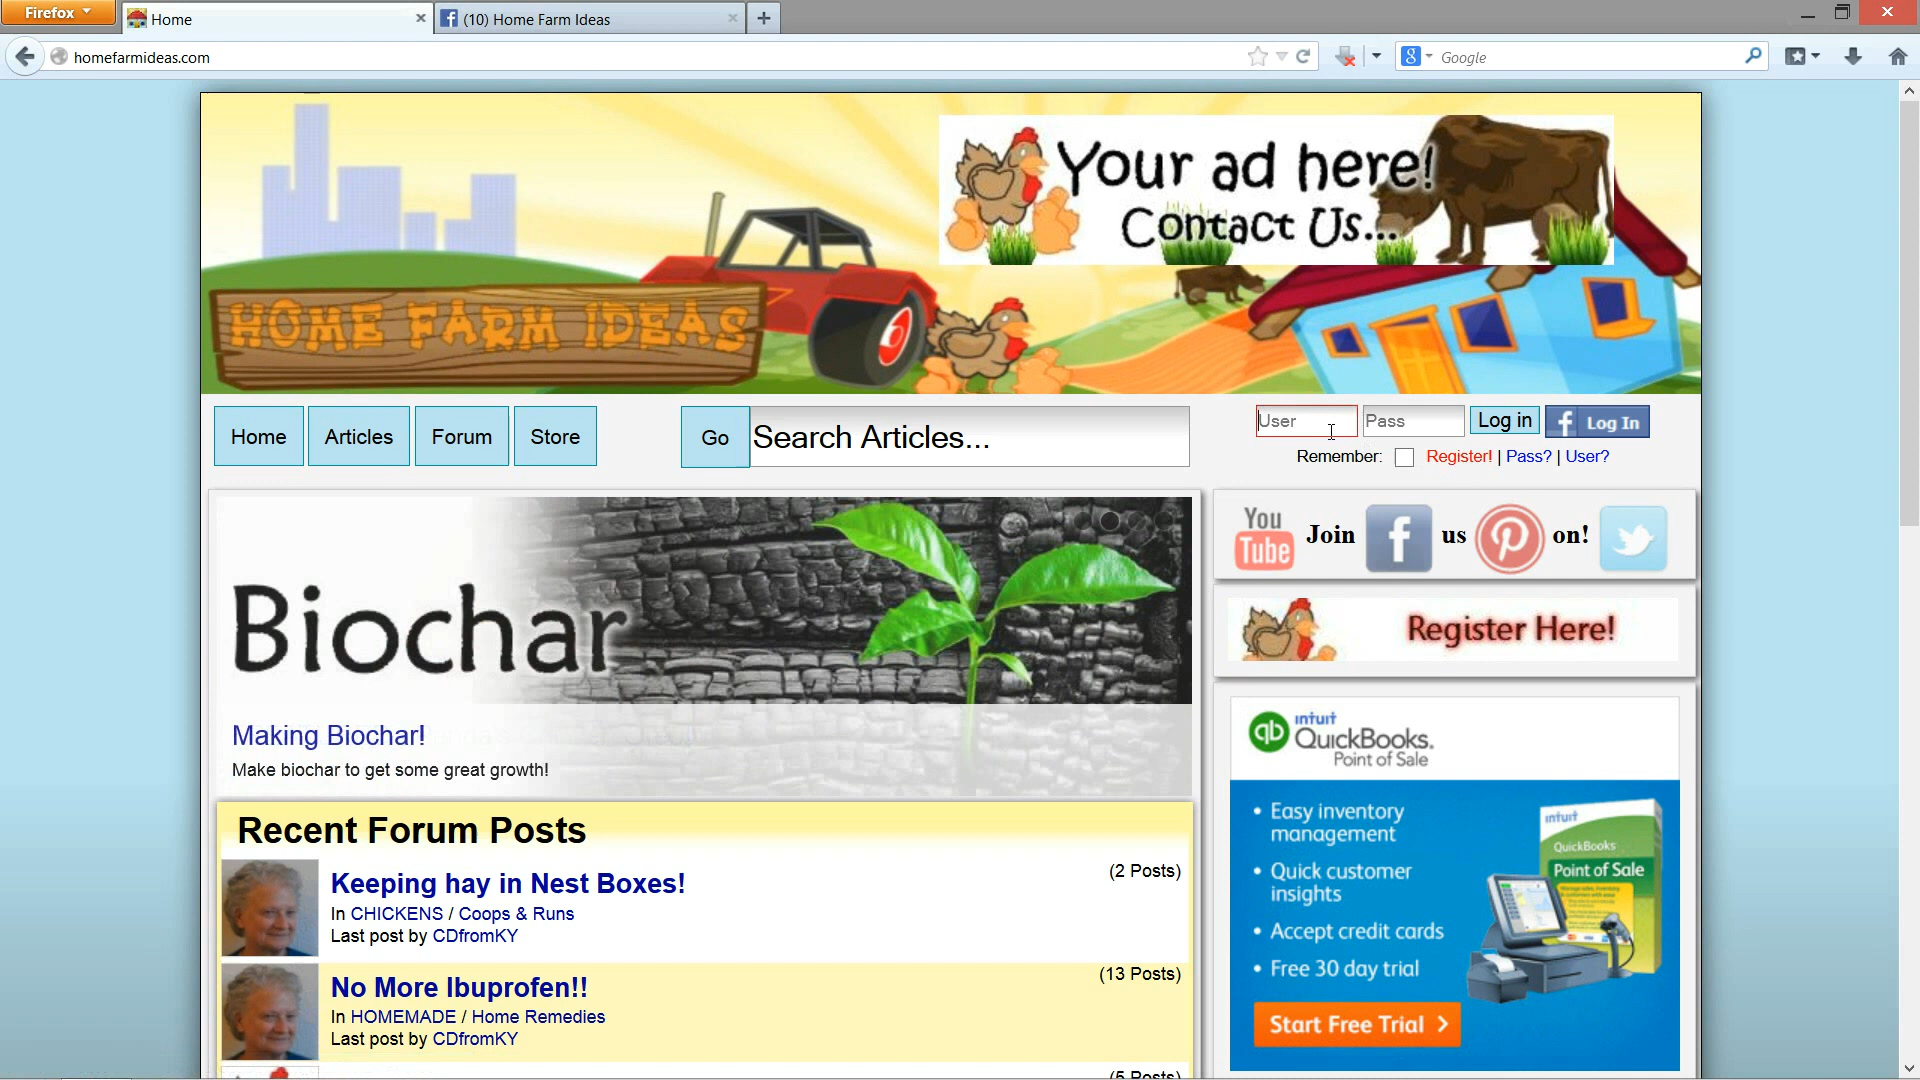 Firefox
Home
(10) Home Farm Ideas
homefarmideas.com
Google
Your ad here!
Contact Us...
HOME FARM IDEAS
Home
Articles
Forum
Store
Go
Search Articles...
User
Pass
Log in
Log In
Remember:
Register! | Pass? | User?
Biochar
Making Biochar!
Make biochar to get some great growth!
You Tube Join f us on!
Register Here!
Recent Forum Posts
Keeping hay in Nest Boxes!
(2 Posts)
In CHICKENS / Coops & Runs
Last post by CDfromKY
No More Ibuprofen!!
(13 Posts)
In HOMEMADE / Home Remedies
Last post by CDfromKY
(5 Posts)
qb intuit
QuickBooks.
Point of Sale
• Easy inventory
management
• Quick customer
insights
• Accept credit cards
• Free 30 day trial
Start Free Trial
intuit
QuickBooks
Point of Sale